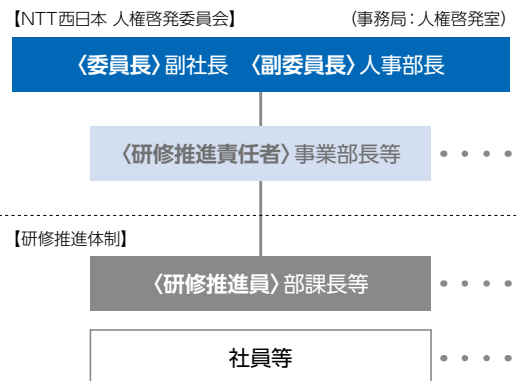 【NTT西日本 人権啓発委員会】 (事務局：人権啓発室)
〈委員長〉副社長 〈副委員長〉人事部長
〈研修推進責任者〉事業部長等 ・・・・
【研修推進体制】
〈研修推進員〉部課長等 ・・・・
社員等 ・・・・